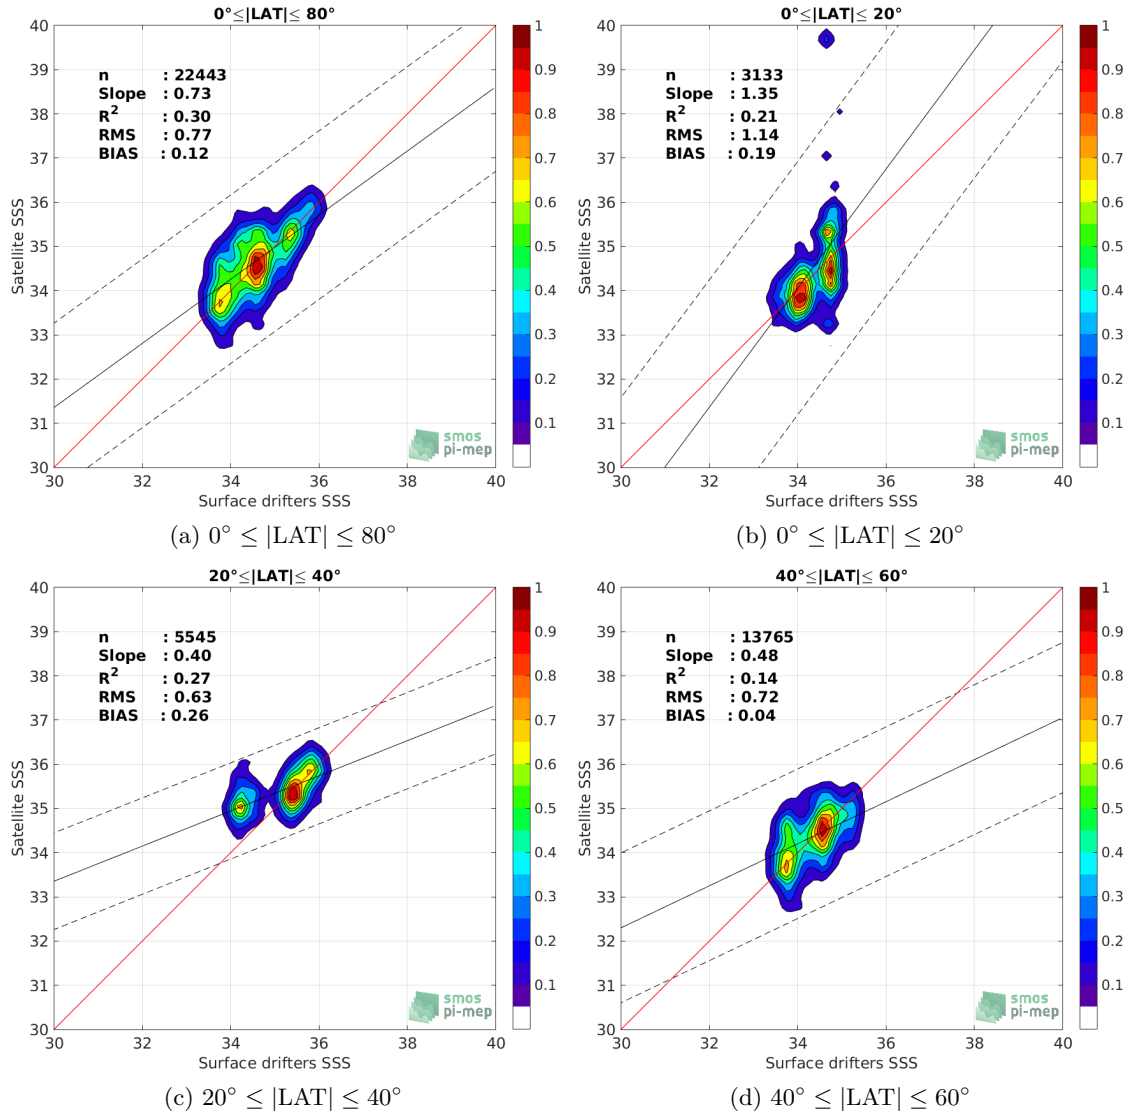 0°≤|LAT|≤ 80°
40
39
38
37
36
35
34
33
32
31
30
30
32
34
36
38
40
Satellite SSS
Surface drifters SSS
n : 22443
Slope : 0.73
R2 : 0.30
RMS : 0.77
BIAS : 0.12
smos
pi-mep
1
0.9
0.8
0.7
0.6
0.5
0.4
0.3
0.2
0.1
(a) 0° ≤ |LAT| ≤ 80°
0°≤|LAT|≤ 20°
40
39
38
37
36
35
34
33
32
31
30
30
32
34
36
38
40
Satellite SSS
Surface drifters SSS
n : 3133
Slope : 1.35
R2 : 0.21
RMS : 1.14
BIAS : 0.19
smos
pi-mep
1
0.9
0.8
0.7
0.6
0.5
0.4
0.3
0.2
0.1
(b) 0° ≤ |LAT| ≤ 20°
20°≤|LAT|≤ 40°
40
39
38
37
36
35
34
33
32
31
30
30
32
34
36
38
40
Satellite SSS
Surface drifters SSS
n : 5545
Slope : 0.40
R2 : 0.27
RMS : 0.63
BIAS : 0.26
smos
pi-mep
1
0.9
0.8
0.7
0.6
0.5
0.4
0.3
0.2
0.1
(c) 20° ≤ |LAT| ≤ 40°
40°≤|LAT|≤ 60°
40
39
38
37
36
35
34
33
32
31
30
30
32
34
36
38
40
Satellite SSS
Surface drifters SSS
n : 13765
Slope : 0.48
R2 : 0.14
RMS : 0.72
BIAS : 0.04
smos
pi-mep
1
0.9
0.8
0.7
0.6
0.5
0.4
0.3
0.2
0.1
(d) 40° ≤ |LAT| ≤ 60°